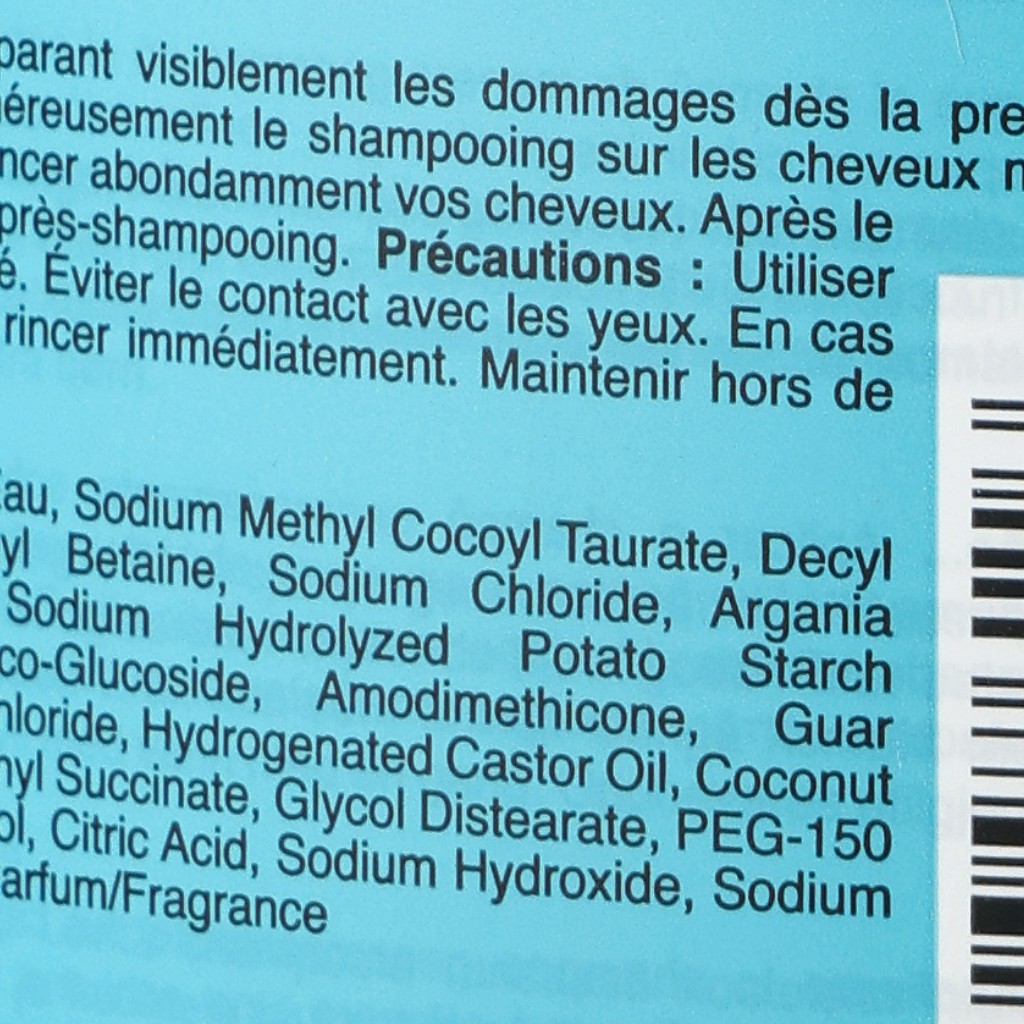 parant visiblement les dommages dès la pre
éreusement le shampooing sur les cheveux
ncer abondamment vos cheveux. Après le
près-shampooing. Précautions : Utiliser
é. Éviter le contact avec les yeux. En cas
rincer immédiatement. Maintenir hors de
Eau, Sodium Methyl Cocoyl Taurate, Decyl
yl Betaine, Sodium Chloride, Argania
Sodium Hydrolyzed Potato Starch
co-Glucoside, Amodimethicone, Guar
hloride, Hydrogenated Castor Oil, Coconut
hyl Succinate, Glycol Distearate, PEG-150
ol, Citric Acid, Sodium Hydroxide, Sodium
arfum/Fragrance